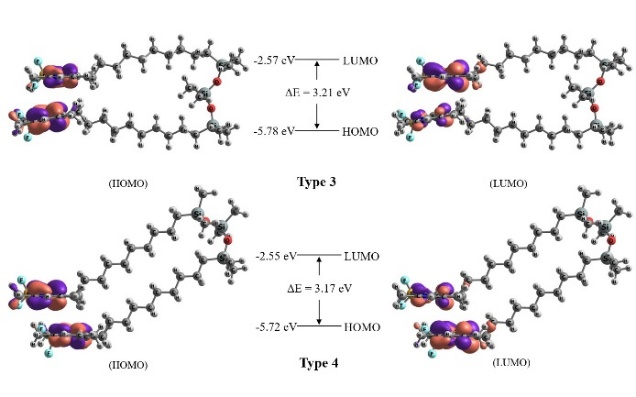 -2.57 eV LUMO
ΔE = 3.21 eV
-5.78 eV HOMO
(HOMO) Type 3 (LUMO)
-2.55 eV LUMO
ΔE = 3.17 eV
-5.72 eV HOMO
(HOMO) Type 4 (LUMO)